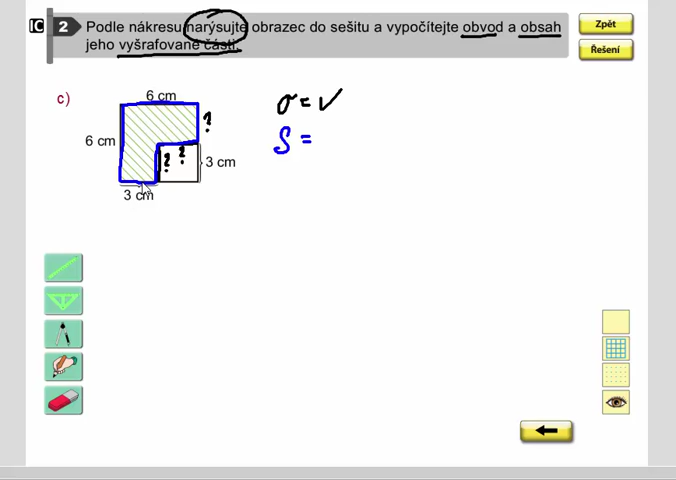 IC 2 Podle nákresu narýsujte obrazec do sešitu a vypočítejte obvod a obsah
jeho vyšrafované části.
Zpět
Řešení
c)
6 cm
6 cm
?
? ?
3 cm
3 cm
σ = ✓
S =